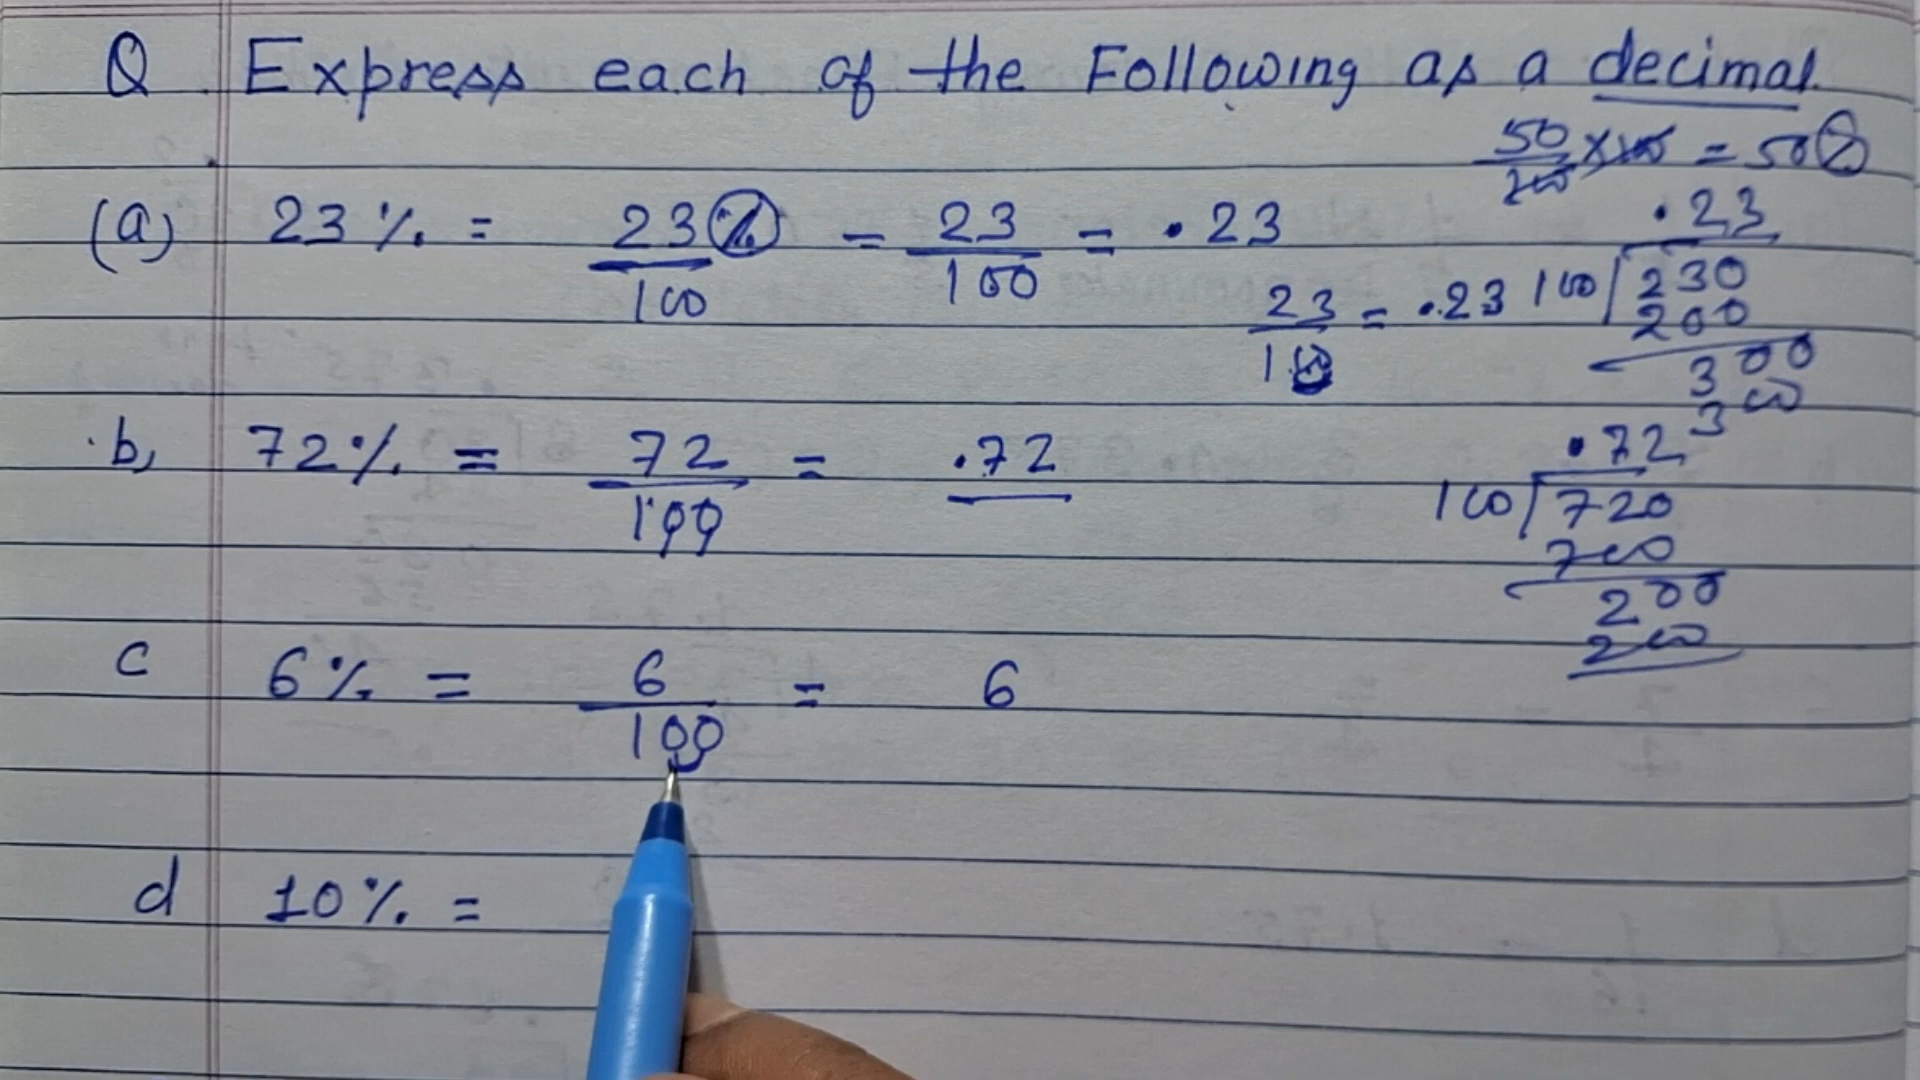 Q Express each of the Following as a decimal.
50/100 × 100 = 50%
(a) 23% = 23%/100 = 23/100 = .23
23/100 = .23
.23
100 230
200
300
300
b, 72% = 72/100 = .72
.72
100 720
700
200
200
c 6% = 6/100 = 6
d 10% =